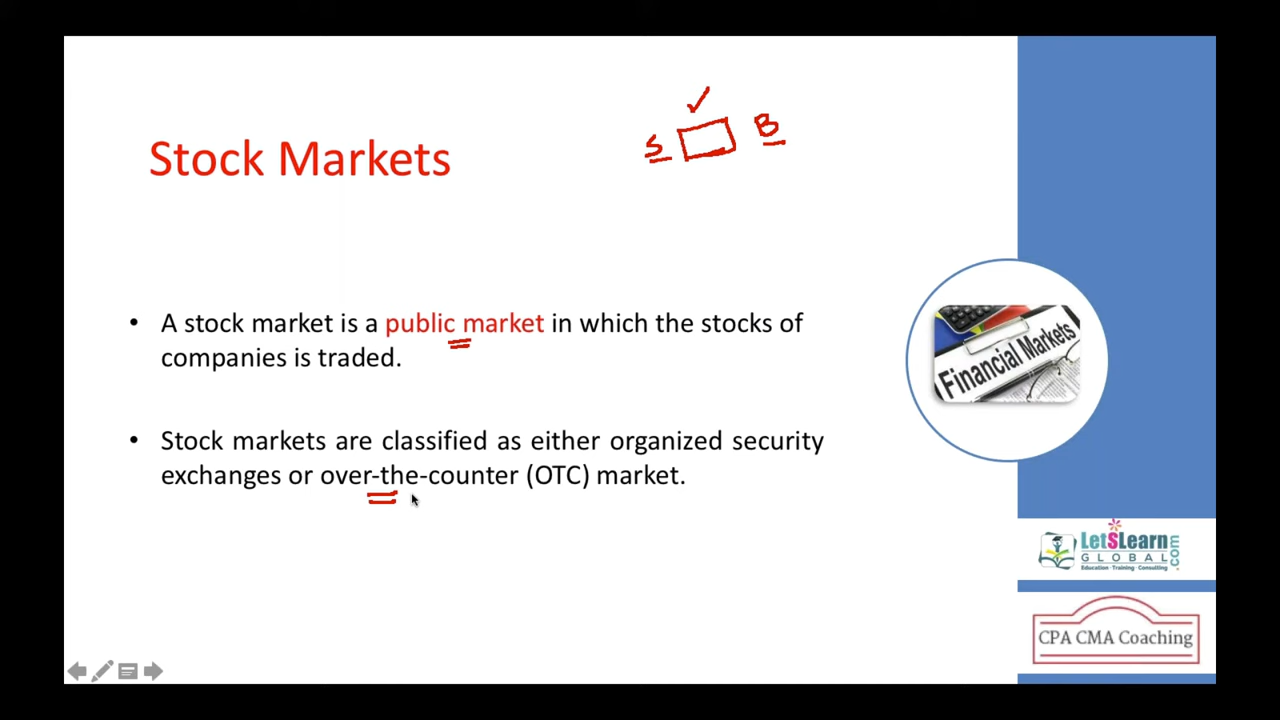 S ✓ B
Stock Markets
• A stock market is a public market in which the stocks of
companies is traded.
• Stock markets are classified as either organized security
exchanges or over-the-counter (OTC) market.
Financial Markets
LetSLearn.com
GLOBAL
Education - Training - Consulting
CPA CMA Coaching